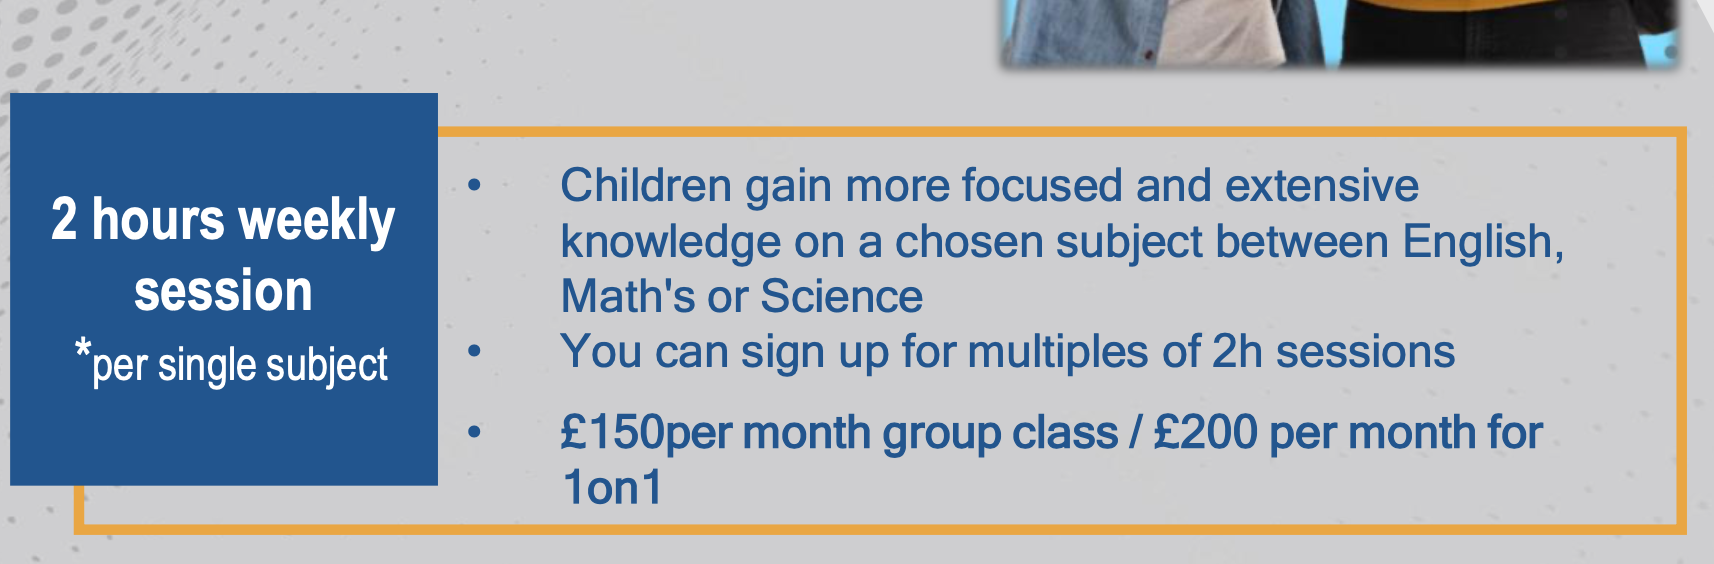 2 hours weekly
session
*per single subject
• Children gain more focused and extensive
knowledge on a chosen subject between English,
Math's or Science
• You can sign up for multiples of 2h sessions
• £150per month group class / £200 per month for
1on1